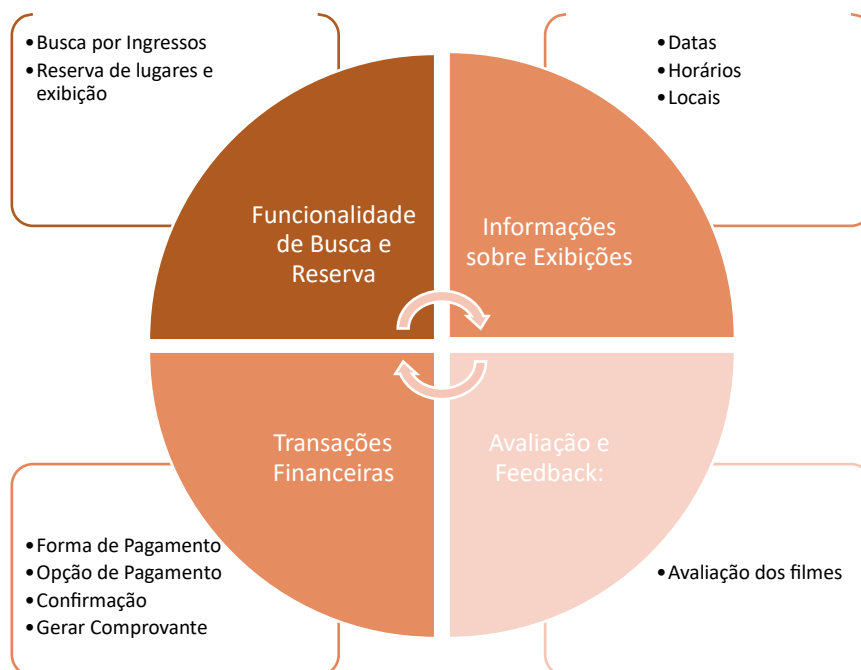 •Busca por Ingressos
•Reserva de lugares e
exibição
•Datas
•Horários
•Locais
Funcionalidade
de Busca e
Reserva
Informações
sobre Exibições
Transações
Financeiras
Avaliação e
Feedback:
•Forma de Pagamento
•Opção de Pagamento
•Confirmação
•Gerar Comprovante
•Avaliação dos filmes